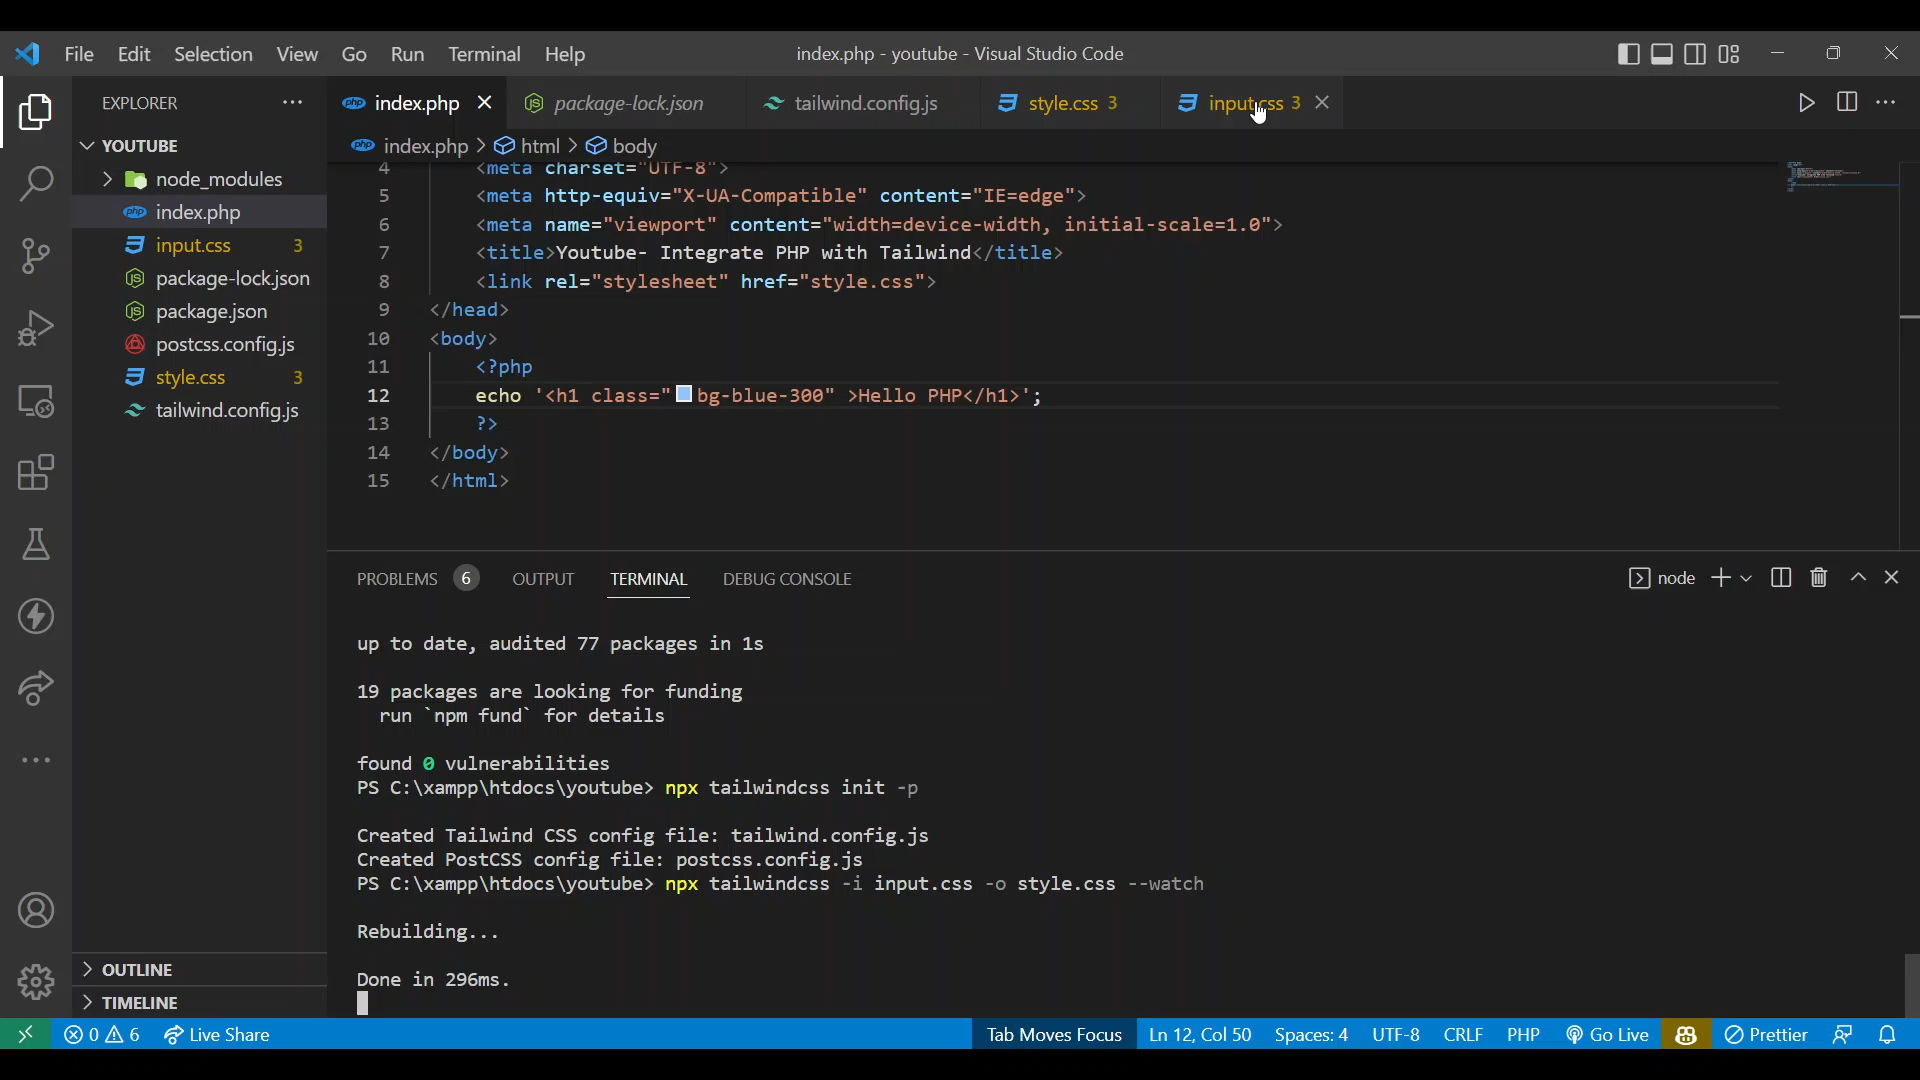 File Edit Selection View Go Run Terminal Help
index.php - youtube - Visual Studio Code
EXPLORER ...
index.php
package-lock.json
tailwind.config.js
style.css 3
input.css 3
YOUTUBE
node_modules
index.php
input.css 3
package-lock.json
package.json
postcss.config.js
style.css 3
tailwind.config.js
OUTLINE
TIMELINE
index.php > html > body
4 <meta charset="UTF-8">
5 <meta http-equiv="X-UA-Compatible" content="IE=edge">
6 <meta name="viewport" content="width=device-width, initial-scale=1.0">
7 <title>Youtube- Integrate PHP with Tailwind</title>
8 <link rel="stylesheet" href="style.css">
9 </head>
10 <body>
11 <?php
12 echo '<h1 class="bg-blue-300" >Hello PHP</h1>';
13 ?>
14 </body>
15 </html>
PROBLEMS 6 OUTPUT TERMINAL DEBUG CONSOLE
node
up to date, audited 77 packages in 1s
19 packages are looking for funding
run `npm fund` for details
found 0 vulnerabilities
PS C:\xampp\htdocs\youtube> npx tailwindcss init -p
Created Tailwind CSS config file: tailwind.config.js
Created PostCSS config file: postcss.config.js
PS C:\xampp\htdocs\youtube> npx tailwindcss -i input.css -o style.css --watch
Rebuilding...
Done in 296ms.
0 6 Live Share Tab Moves Focus Ln 12, Col 50 Spaces: 4 UTF-8 CRLF PHP Go Live Prettier